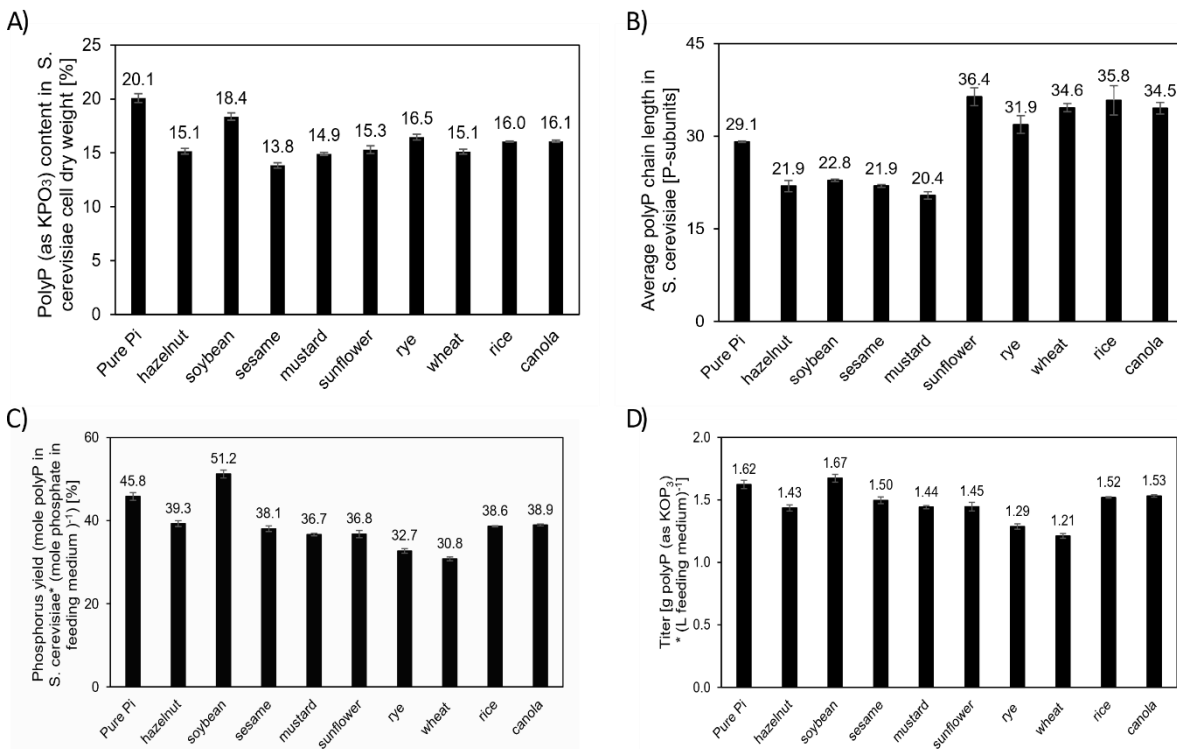 A)
PolyP (as KPO3) content in S.
cerevisiae cell dry weight [%]
25
20
15
10
5
0
20.1
15.1
18.4
13.8
14.9
15.3
16.5
15.1
16.0
16.1
Pure Pi
hazelnut
soybean
sesame
mustard
sunflower
rye
wheat
rice
canola
B)
Average polyP chain length in
S. cerevisiae [P-subunits]
45
30
15
0
29.1
21.9
22.8
21.9
20.4
36.4
31.9
34.6
35.8
34.5
Pure Pi
hazelnut
soybean
sesame
mustard
sunflower
rye
wheat
rice
canola
C)
Phosphorus yield (mole polyP in
S. cerevisiae* (mole phosphate in
feeding medium )-1) [%]
60
40
20
0
45.8
39.3
51.2
38.1
36.7
36.8
32.7
30.8
38.6
38.9
Pure Pi
hazelnut
soybean
sesame
mustard
sunflower
rye
wheat
rice
canola
D)
Titer [g polyP (as KOP3)
* (L feeding medium)-1]
2.0
1.5
1.0
0.5
0.0
1.62
1.43
1.67
1.50
1.44
1.45
1.29
1.21
1.52
1.53
Pure Pi
hazelnut
soybean
sesame
mustard
sunflower
rye
wheat
rice
canola